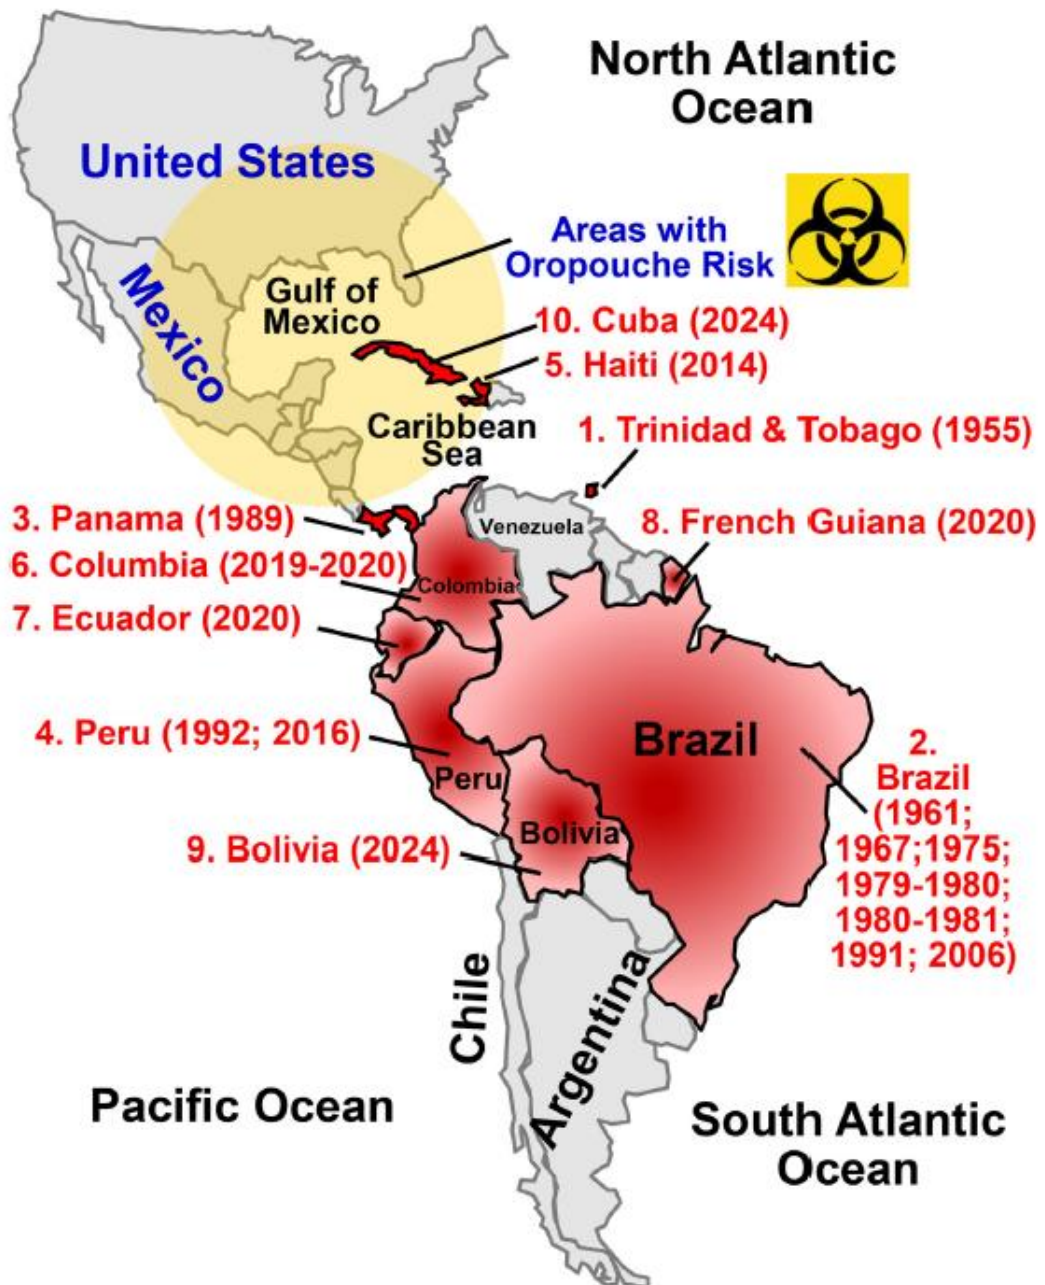 North Atlantic
Ocean
United States
Areas with
Oropouche Risk
Mexico
Gulf of
Mexico
10. Cuba (2024)
5. Haiti (2014)
Caribbean
Sea
1. Trinidad & Tobago (1955)
3. Panama (1989)
Venezuela
8. French Guiana (2020)
6. Columbia (2019-2020)
Colombia
7. Ecuador (2020)
4. Peru (1992; 2016)
Peru
Brazil
2.
Brazil
(1961;
1967;1975;
1979-1980;
1980-1981;
1991; 2006)
9. Bolivia (2024)
Bolivia
Chile
Argentina
Pacific Ocean
South Atlantic
Ocean